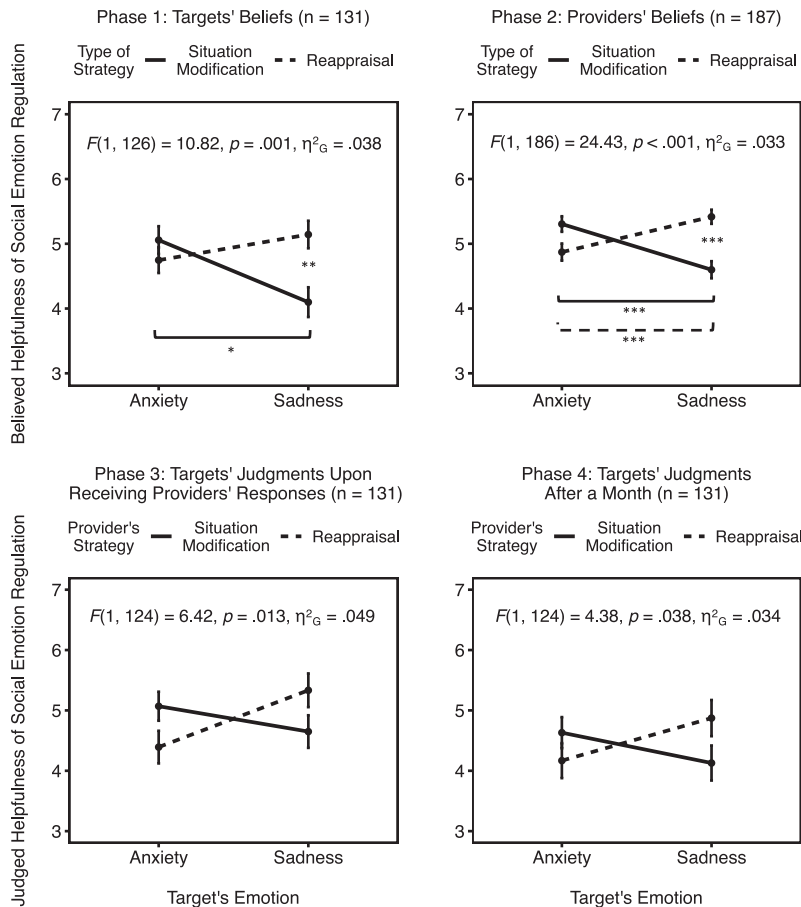 Phase 1: Targets' Beliefs (n = 131)
Type of Strategy Situation Modification Reappraisal
Believed Helpfulness of Social Emotion Regulation
7
6
5
4
3
F(1, 126) = 10.82, p = .001, η²G = .038
**
*
Anxiety Sadness
Phase 2: Providers' Beliefs (n = 187)
Type of Strategy Situation Modification Reappraisal
7
6
5
4
3
F(1, 186) = 24.43, p < .001, η²G = .033
***
***
***
Anxiety Sadness
Phase 3: Targets' Judgments Upon
Receiving Providers' Responses (n = 131)
Provider's Strategy Situation Modification Reappraisal
Judged Helpfulness of Social Emotion Regulation
7
6
5
4
3
F(1, 124) = 6.42, p = .013, η²G = .049
Anxiety Sadness
Target's Emotion
Phase 4: Targets' Judgments
After a Month (n = 131)
Provider's Strategy Situation Modification Reappraisal
7
6
5
4
3
F(1, 124) = 4.38, p = .038, η²G = .034
Anxiety Sadness
Target's Emotion